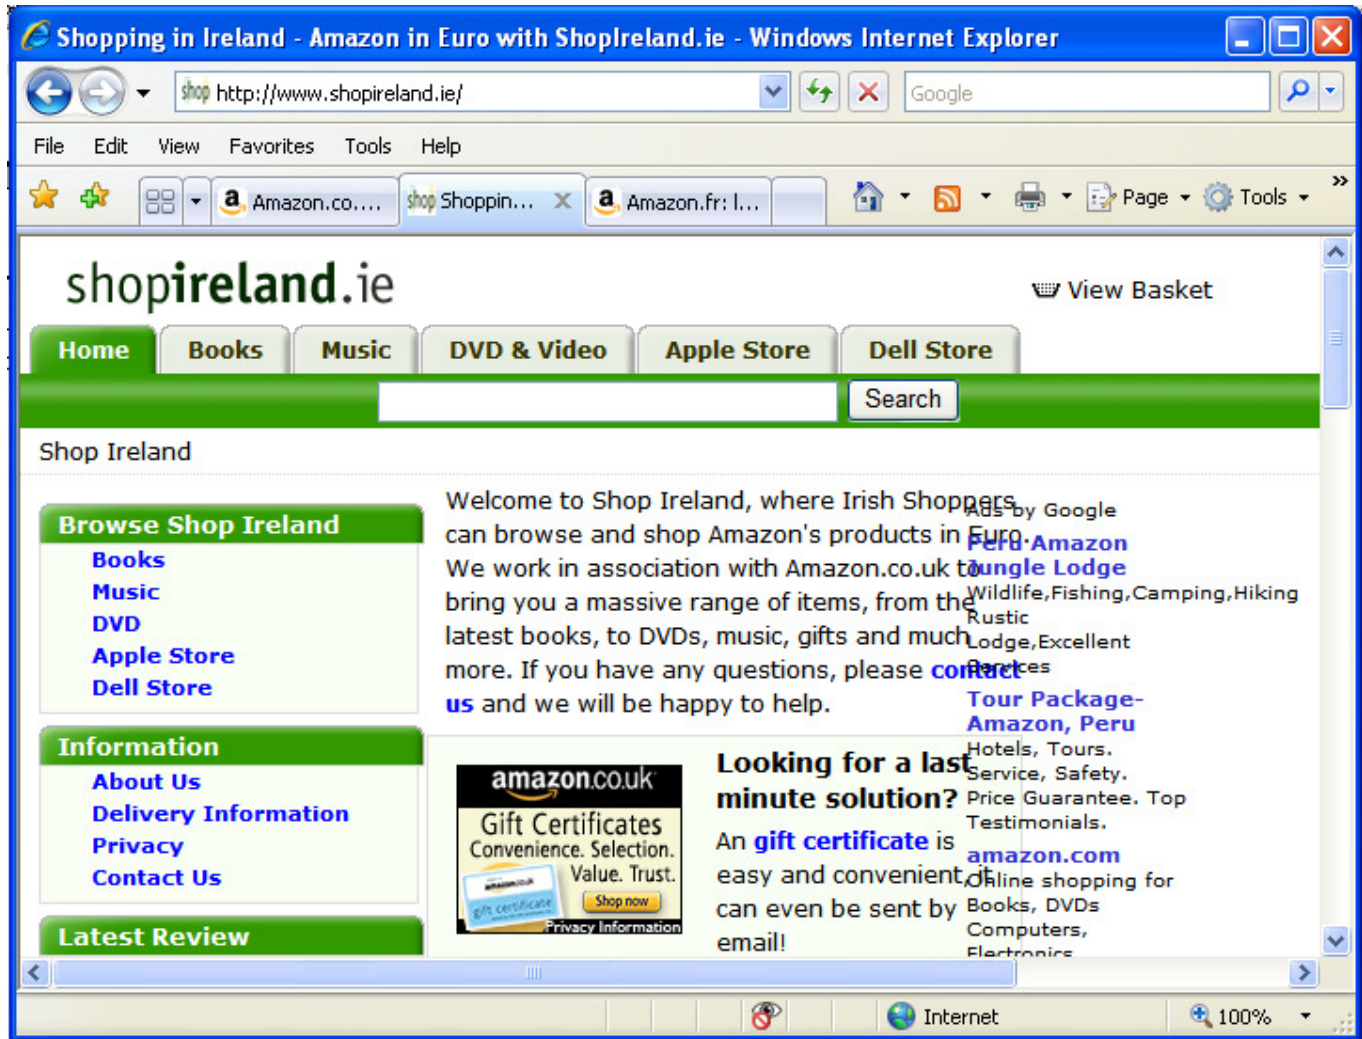 Shopping in Ireland - Amazon in Euro with ShopIreland.ie - Windows Internet Explorer
shop http://www.shopireland.ie/
Google
File Edit View Favorites Tools Help
a Amazon.co.... shop Shoppin... a Amazon.fr: l... Page Tools »
shopireland.ie
View Basket
Home Books Music DVD & Video Apple Store Dell Store
Search
Shop Ireland
Browse Shop Ireland
Books
Music
DVD
Apple Store
Dell Store
Information
About Us
Delivery Information
Privacy
Contact Us
Latest Review
Welcome to Shop Ireland, where Irish Shoppers
can browse and shop Amazon's products in Euro.
We work in association with Amazon.co.uk to
bring you a massive range of items, from the
latest books, to DVDs, music, gifts and much
more. If you have any questions, please contact
us and we will be happy to help.
amazon.co.uk
Gift Certificates
Convenience. Selection.
Value. Trust.
gift certificate
Shop now
Privacy Information
Looking for a last
minute solution?
An gift certificate is
easy and convenient, it
can even be sent by
email!
Ads by Google
Peru Amazon
Jungle Lodge
Wildlife,Fishing,Camping,Hiking
Rustic
Lodge,Excellent
Services
Tour Package-
Amazon, Peru
Hotels, Tours.
Service, Safety.
Price Guarantee. Top
Testimonials.
amazon.com
Online shopping for
Books, DVDs
Computers,
Electronics
Internet 100%